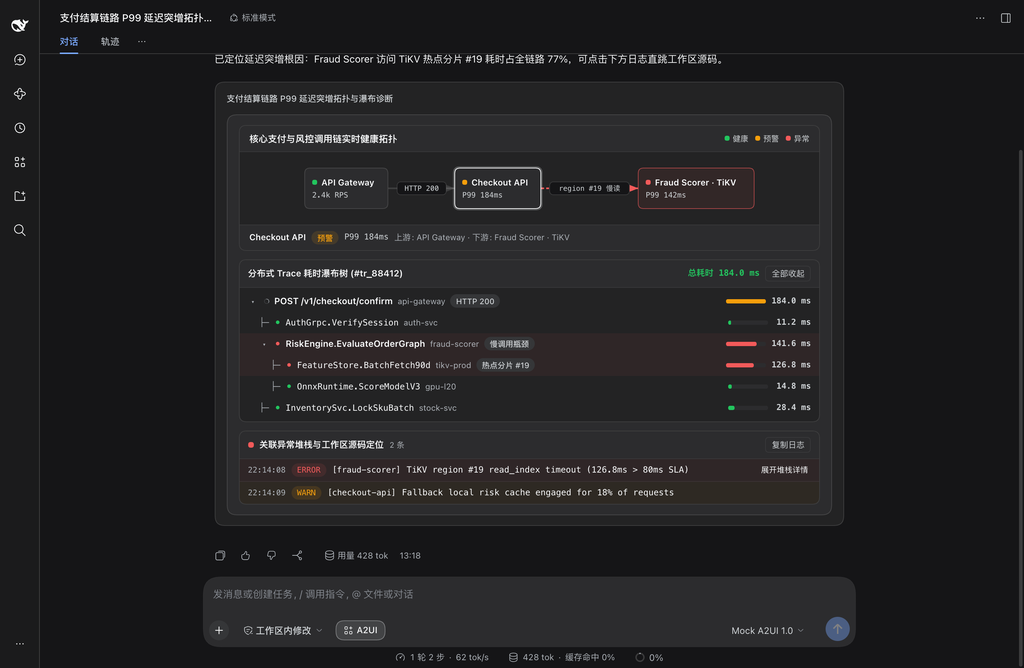 支付结算链路 P99 延迟突增拓扑... 标准模式
对话 轨迹 ...
已定位延迟突增根因：Fraud Scorer 访问 TiKV 热点分片 #19 耗时占全链路 77%，可点击下方日志直跳工作区源码。
支付结算链路 P99 延迟突增拓扑与瀑布诊断
核心支付与风控调用链实时健康拓扑 健康 预警 异常
API Gateway
2.4k RPS
HTTP 200
Checkout API
P99 184ms
region #19 慢读
Fraud Scorer · TiKV
P99 142ms
Checkout API 预警 P99 184ms 上游: API Gateway · 下游: Fraud Scorer · TiKV
分布式 Trace 耗时瀑布树 (#tr_88412) 总耗时 184.0 ms 全部收起
POST /v1/checkout/confirm api-gateway HTTP 200 184.0 ms
AuthGrpc.VerifySession auth-svc 11.2 ms
RiskEngine.EvaluateOrderGraph fraud-scorer 慢调用瓶颈 141.6 ms
FeatureStore.BatchFetch90d tikv-prod 热点分片 #19 126.8 ms
OnnxRuntime.ScoreModelV3 gpu-l20 14.8 ms
InventorySvc.LockSkuBatch stock-svc 28.4 ms
关联异常堆栈与工作区源码定位 2 条 复制日志
22:14:08 ERROR [fraud-scorer] TiKV region #19 read_index timeout (126.8ms > 80ms SLA) 展开堆栈详情
22:14:09 WARN [checkout-api] Fallback local risk cache engaged for 18% of requests
用量 428 tok 13:18
发消息或创建任务, / 调用指令, @ 文件或对话
工作区内修改 A2UI Mock A2UI 1.0
1 轮 2 步 · 62 tok/s 428 tok · 缓存命中 0% 0%